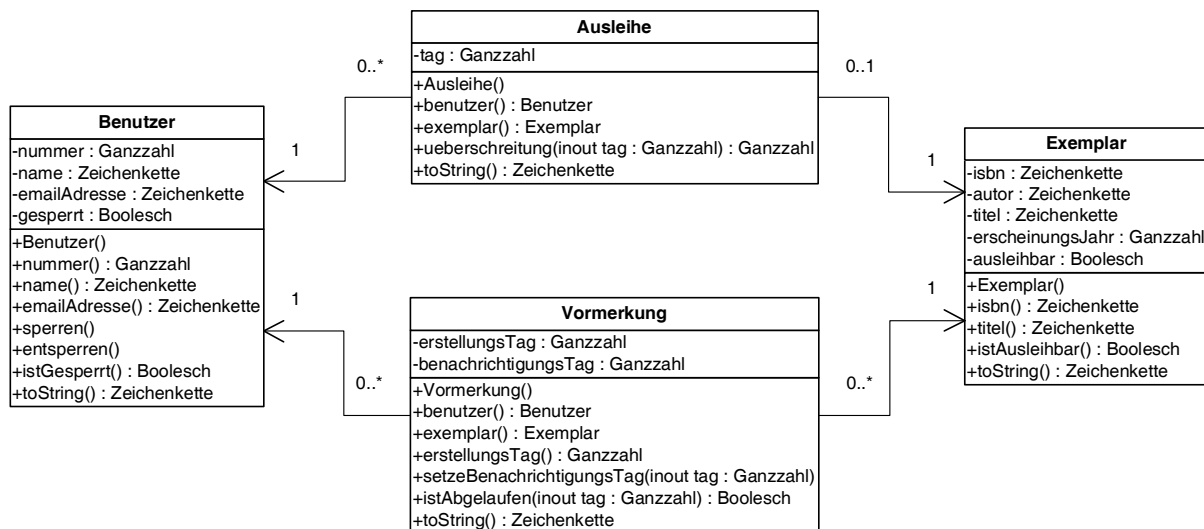 Ausleihe
-tag : Ganzzahl
+Ausleihe()
+benutzer() : Benutzer
+exemplar() : Exemplar
+ueberschreitung(inout tag : Ganzzahl) : Ganzzahl
+toString() : Zeichenkette
0..*
0..1
1
1
Benutzer
-nummer : Ganzzahl
-name : Zeichenkette
-emailAdresse : Zeichenkette
-gesperrt : Boolesch
+Benutzer()
+nummer() : Ganzzahl
+name() : Zeichenkette
+emailAdresse() : Zeichenkette
+sperren()
+entsperren()
+istGesperrt() : Boolesch
+toString() : Zeichenkette
Exemplar
-isbn : Zeichenkette
-autor : Zeichenkette
-titel : Zeichenkette
-erscheinungsJahr : Ganzzahl
-ausleihbar : Boolesch
+Exemplar()
+isbn() : Zeichenkette
+titel() : Zeichenkette
+istAusleihbar() : Boolesch
+toString() : Zeichenkette
1
1
0..*
0..*
Vormerkung
-erstellungsTag : Ganzzahl
-benachrichtigungsTag : Ganzzahl
+Vormerkung()
+benutzer() : Benutzer
+exemplar() : Exemplar
+erstellungsTag() : Ganzzahl
+setzeBenachrichtigungsTag(inout tag : Ganzzahl)
+istAbgelaufen(inout tag : Ganzzahl) : Boolesch
+toString() : Zeichenkette